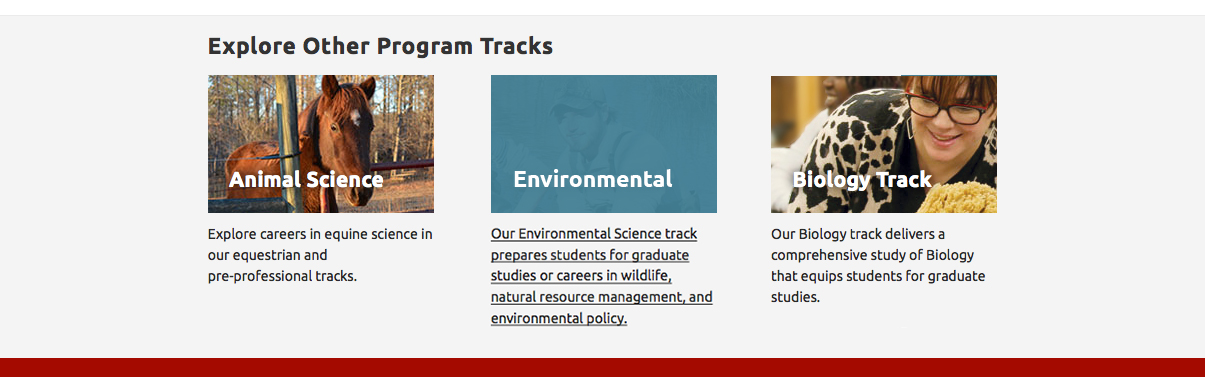 Explore Other Program Tracks
Animal Science
Explore careers in equine science in
our equestrian and
pre-professional tracks.
Environmental
Our Environmental Science track
prepares students for graduate
studies or careers in wildlife,
natural resource management, and
environmental policy.
Biology Track
Our Biology track delivers a
comprehensive study of Biology
that equips students for graduate
studies.